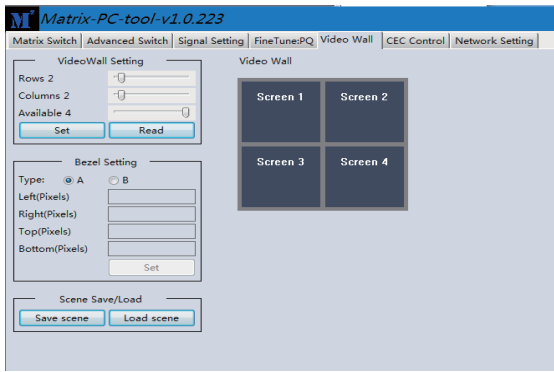 M Matrix-PC-tool-v1.0.223
Matrix Switch Advanced Switch Signal Setting FineTune:PQ Video Wall CEC Control Network Setting
VideoWall Setting
Rows 2
Columns 2
Available 4
Set Read
Bezel Setting
Type: A B
Left(Pixels)
Right(Pixels)
Top(Pixels)
Bottom(Pixels)
Set
Scene Save/Load
Save scene Load scene
Video Wall
Screen 1 Screen 2
Screen 3 Screen 4